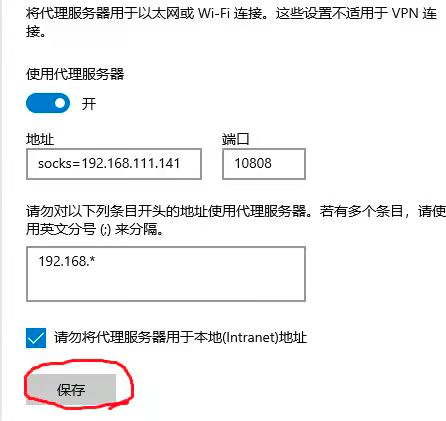 将代理服务器用于以太网或 Wi-Fi 连接。这些设置不适用于 VPN 连
接。
使用代理服务器
开
地址 端口
socks=192.168.111.141 10808
请勿对以下列条目开头的地址使用代理服务器。若有多个条目，请使
用英文分号 (;) 来分隔。
192.168.*
请勿将代理服务器用于本地(Intranet)地址
保存